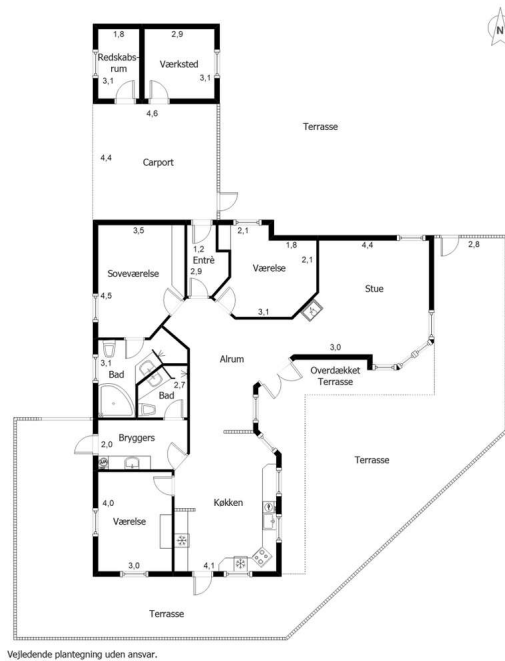 N
1,8
2,9
Redskabs-
rum
Værksted
3,1
3,1
4,6
Terrasse
4,4
Carport
3,5
2,1
1,2
1,8
4,4
2,8
Entrè
2,9
Værelse
2,1
Soveværelse
Stue
4,5
3,1
Alrum
3,0
3,1
Bad
Overdækket
Terrasse
2,7
Bad
Bryggers
2,0
Terrasse
4,0
Køkken
Værelse
3,0
4,1
Terrasse
Vejledende plantegning uden ansvar.